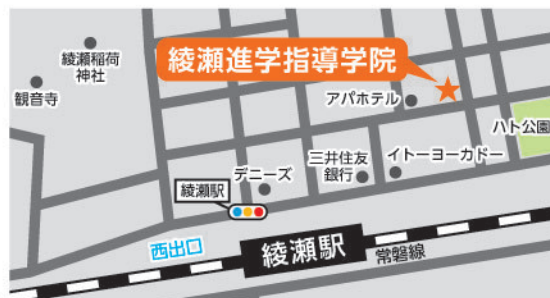 綾瀬稲荷
神社
観音寺
綾瀬進学指導学院
アパホテル
ハト公園
三井住友
銀行
イトーヨーカドー
デニーズ
綾瀬駅
西出口
綾瀬駅
常磐線